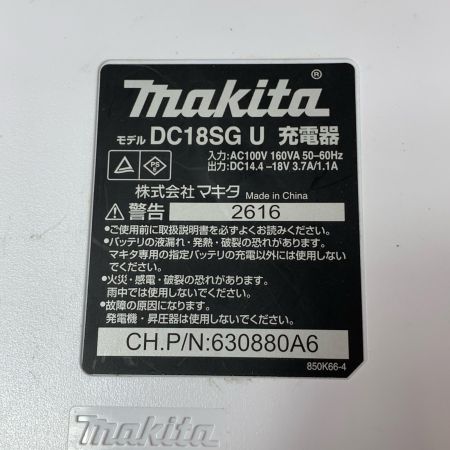 makita®
モデル DC18SG U 充電器
入力:AC100V 160VA 50-60Hz
出力:DC14.4-18V 3.7A/1.1A
PS
E
株式会社 マキタ Made in China
警告 2616
●ご使用前に取扱説明書を必ずよくお読みください。
●バッテリの液漏れ・発熱・破裂の恐れがあります。
マキタ専用の指定バッテリの充電以外には使用しない
でください。
●火災・感電・破裂の恐れがあります。
雨中では使用しないでください。
●故障の原因になります。
発電機・昇圧器は使用しないでください。
CH.P/N:630880A6
850K66-4
makita